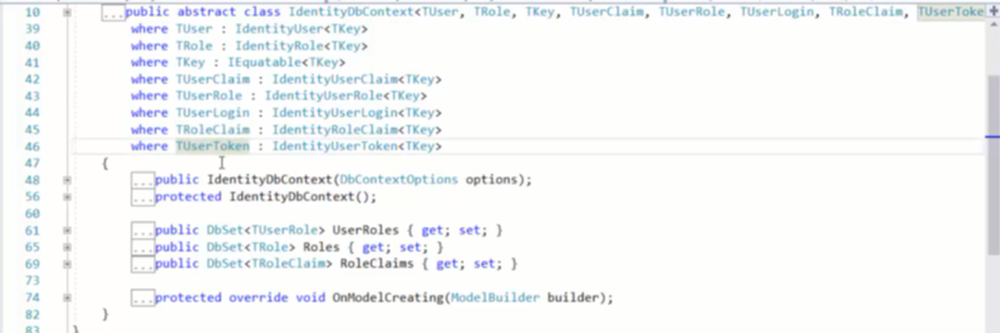 10 ...public abstract class IdentityDbContext<TUser, TRole, TKey, TUserClaim, TUserRole, TUserLogin, TRoleClaim, TUserToke
39 where TUser : IdentityUser<TKey>
40 where TRole : IdentityRole<TKey>
41 where TKey : IEquatable<TKey>
42 where TUserClaim : IdentityUserClaim<TKey>
43 where TUserRole : IdentityUserRole<TKey>
44 where TUserLogin : IdentityUserLogin<TKey>
45 where TRoleClaim : IdentityRoleClaim<TKey>
46 where TUserToken : IdentityUserToken<TKey>
47 {
48 ...public IdentityDbContext(DbContextOptions options);
56 ...protected IdentityDbContext();
60
61 ...public DbSet<TUserRole> UserRoles { get; set; }
65 ...public DbSet<TRole> Roles { get; set; }
69 ...public DbSet<TRoleClaim> RoleClaims { get; set; }
73
74 ...protected override void OnModelCreating(ModelBuilder builder);
82 }
83 }